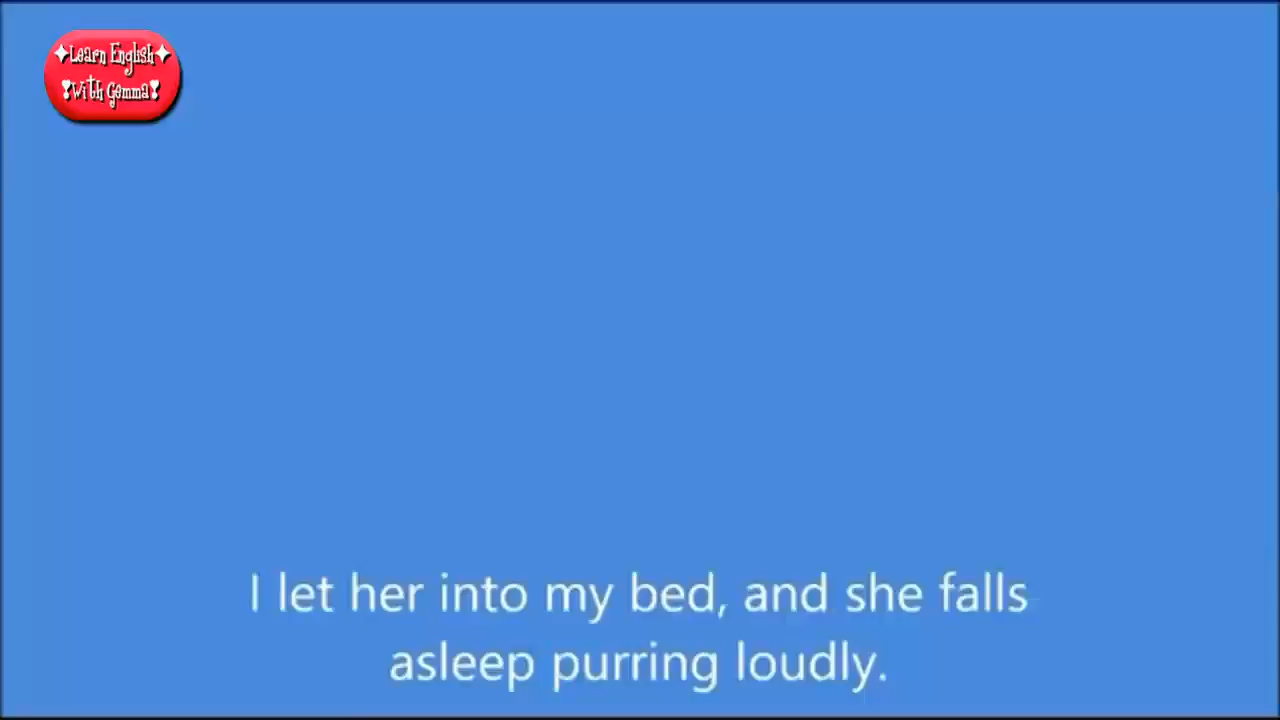 ✦Learn English✦
❣With Gemma❣
I let her into my bed, and she falls
asleep purring loudly.